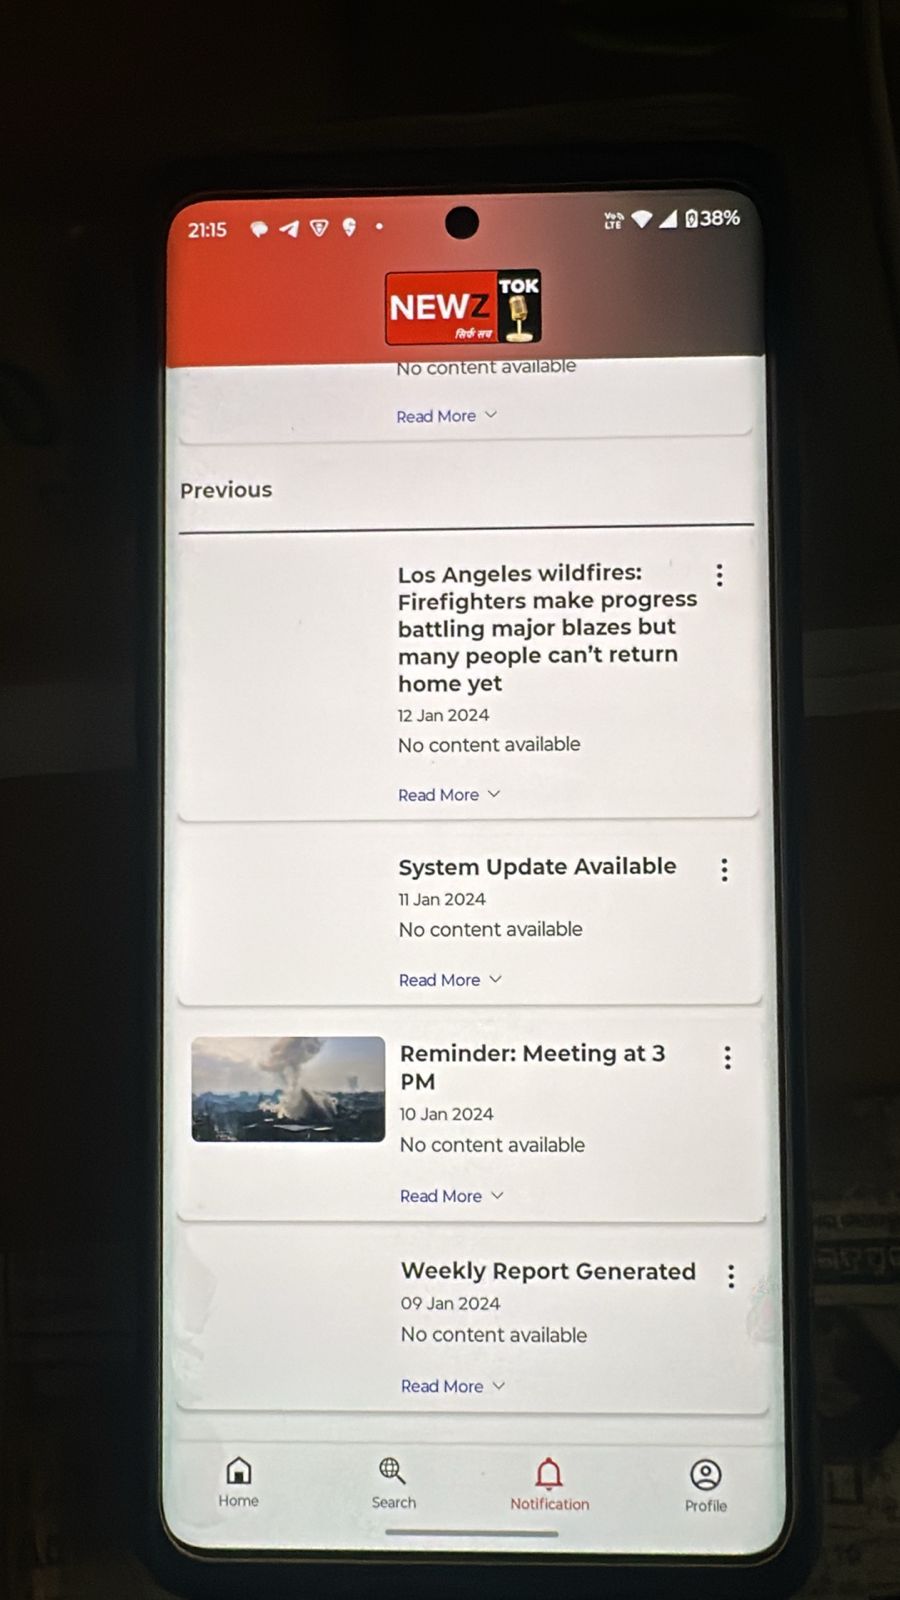 21:15
Vo))
LTE
38%
NEWZ
TOK
सिर्फ सच
No content available
Read More
Previous
Los Angeles wildfires:
Firefighters make progress
battling major blazes but
many people can’t return
home yet
12 Jan 2024
No content available
Read More
System Update Available
11 Jan 2024
No content available
Read More
Reminder: Meeting at 3
PM
10 Jan 2024
No content available
Read More
Weekly Report Generated
09 Jan 2024
No content available
Read More
Home
Search
Notification
Profile